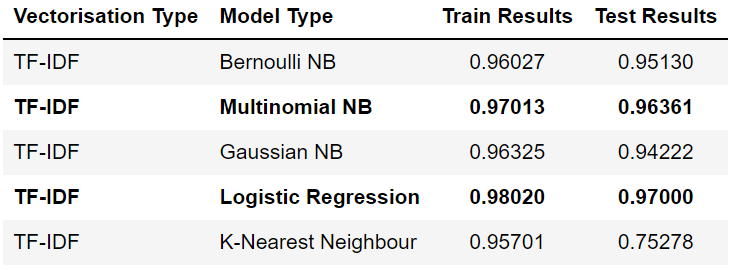 Vectorisation Type Model Type Train Results Test Results
TF-IDF Bernoulli NB 0.96027 0.95130
TF-IDF Multinomial NB 0.97013 0.96361
TF-IDF Gaussian NB 0.96325 0.94222
TF-IDF Logistic Regression 0.98020 0.97000
TF-IDF K-Nearest Neighbour 0.95701 0.75278